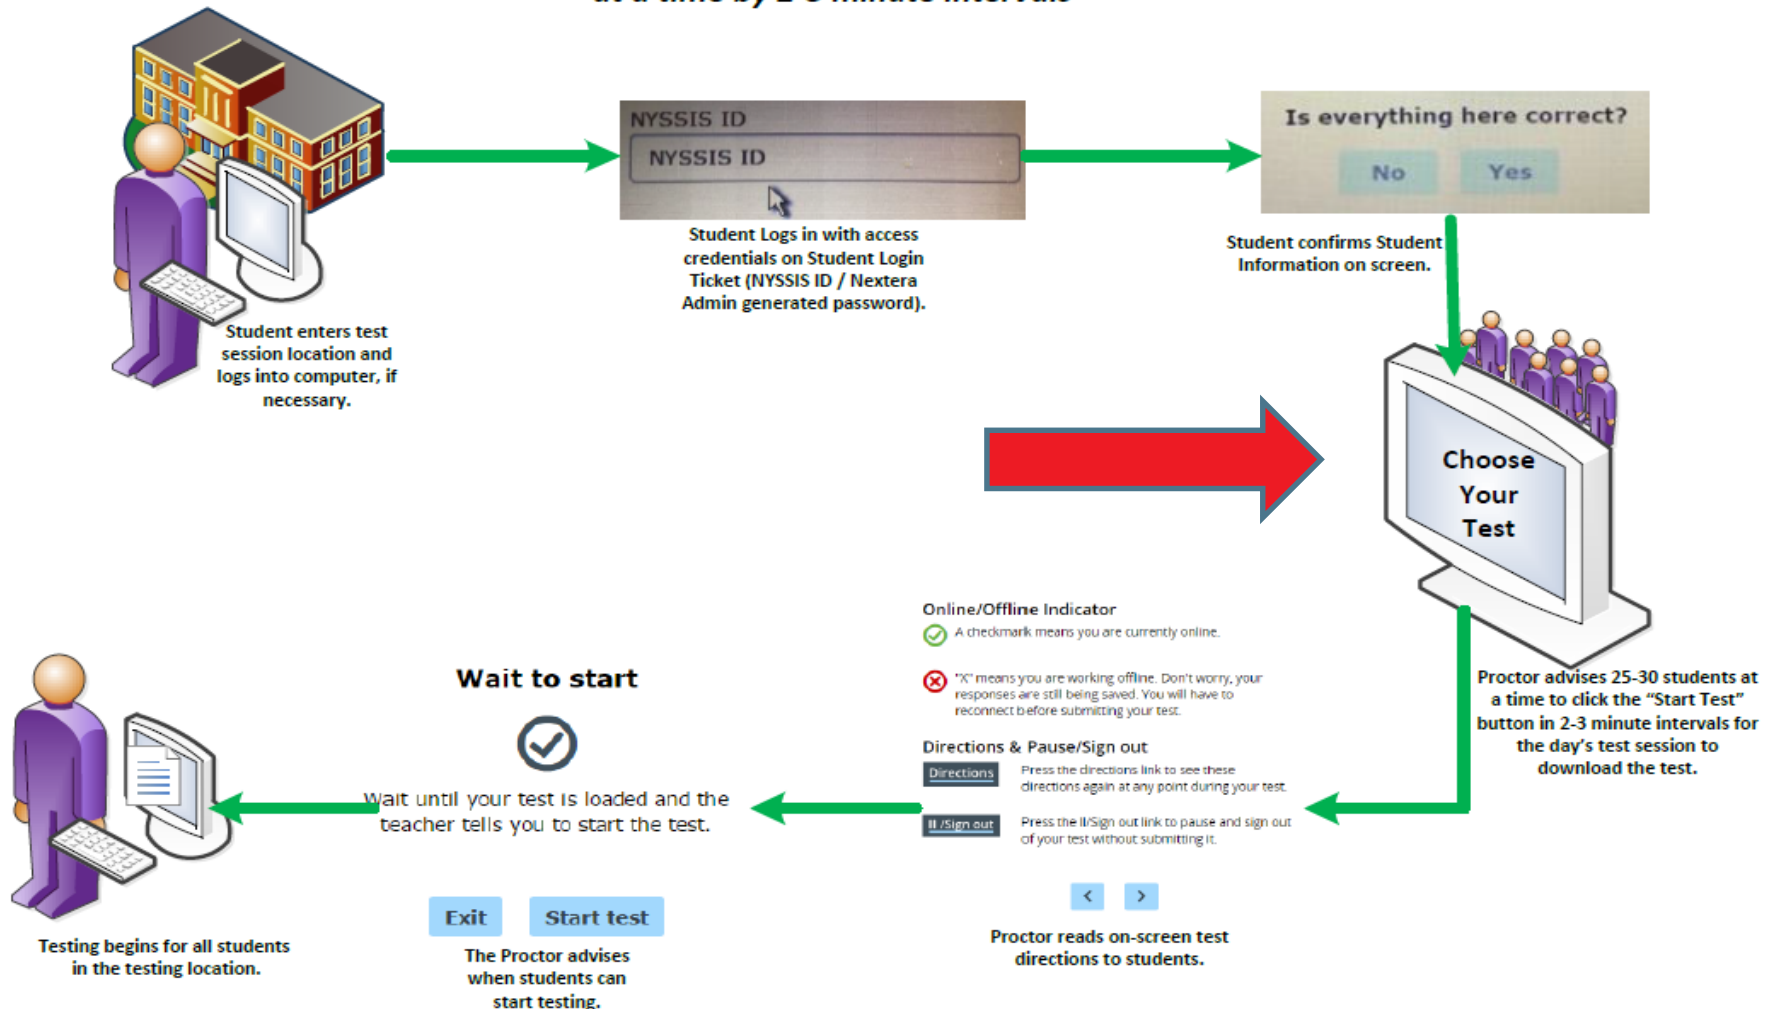 NYSSIS ID
NYSSIS ID
Student Logs in with access
credentials on Student Login
Ticket (NYSSIS ID / Nextera
Admin generated password).
Is everything here correct?
No
Yes
Student confirms Student
Information on screen.
Student enters test
session location and
logs into computer, if
necessary.
Choose
Your
Test
Proctor advises 25-30 students at
a time to click the “Start Test”
button in 2-3 minute intervals for
the day’s test session to
download the test.
Online/Offline Indicator
A checkmark means you are currently online.
"X" means you are working offline. Don't worry, your
responses are still being saved. You will have to
reconnect before submitting your test.
Directions & Pause/Sign out
Directions
Press the directions link to see these
directions again at any point during your test.
II /Sign out
Press the II/Sign out link to pause and sign out
of your test without submitting it.
<
>
Proctor reads on-screen test
directions to students.
Wait to start
Wait until your test is loaded and the
teacher tells you to start the test.
Exit
Start test
The Proctor advises
when students can
start testing.
Testing begins for all students
in the testing location.